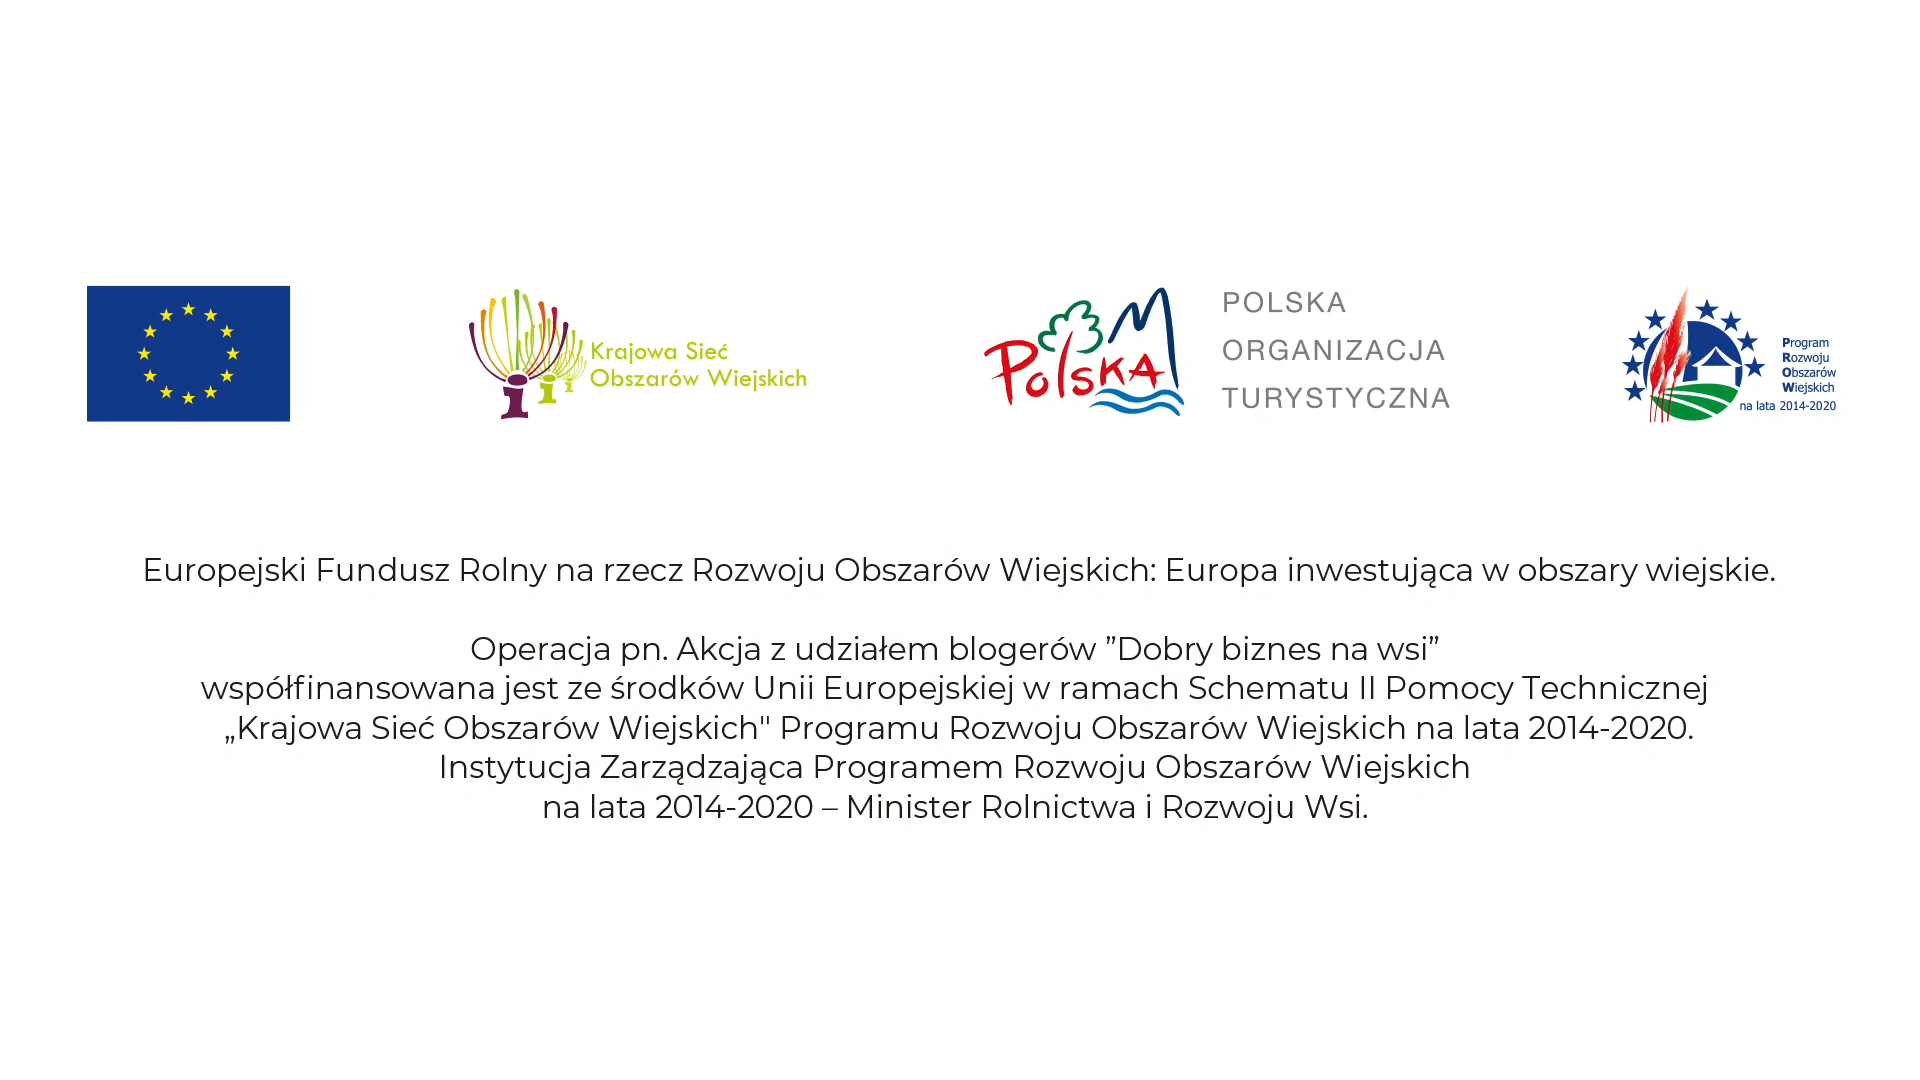 Krajowa Sieć
Obszarów Wiejskich
Polska
POLSKA
ORGANIZACJA
TURYSTYCZNA
Program
Rozwoju
Obszarów
Wiejskich
na lata 2014-2020
Europejski Fundusz Rolny na rzecz Rozwoju Obszarów Wiejskich: Europa inwestująca w obszary wiejskie.
Operacja pn. Akcja z udziałem blogerów ”Dobry biznes na wsi”
współfinansowana jest ze środków Unii Europejskiej w ramach Schematu II Pomocy Technicznej
„Krajowa Sieć Obszarów Wiejskich" Programu Rozwoju Obszarów Wiejskich na lata 2014-2020.
Instytucja Zarządzająca Programem Rozwoju Obszarów Wiejskich
na lata 2014-2020 – Minister Rolnictwa i Rozwoju Wsi.